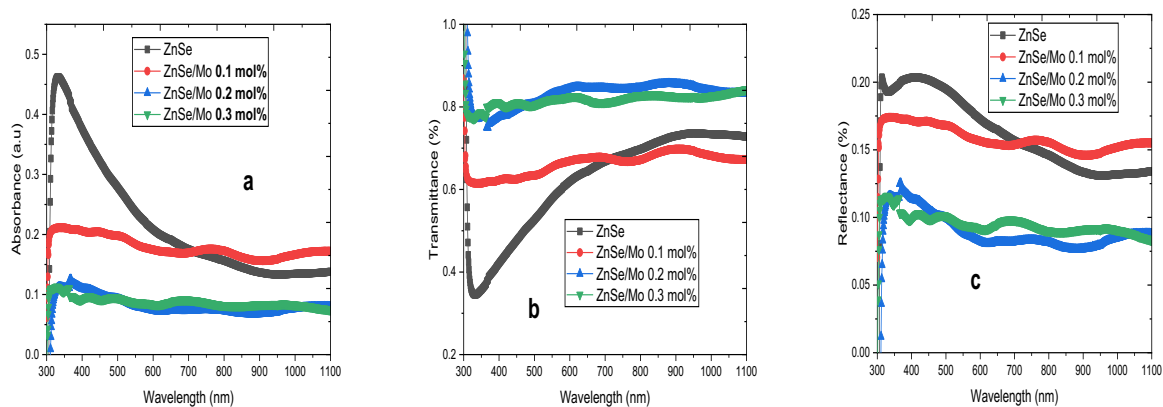 0.5
0.4
0.3
0.2
0.1
0.0
Absorbance (a.u)
ZnSe
ZnSe/Mo 0.1 mol%
ZnSe/Mo 0.2 mol%
ZnSe/Mo 0.3 mol%
a
300 400 500 600 700 800 900 1000 1100
Wavelength (nm)
1.0
0.8
0.6
0.4
0.2
Transmittance (%)
ZnSe
ZnSe/Mo 0.1 mol%
ZnSe/Mo 0.2 mol%
ZnSe/Mo 0.3 mol%
b
300 400 500 600 700 800 900 1000 1100
Wavelength (nm)
0.25
0.20
0.15
0.10
0.05
0.00
Reflectance (%)
ZnSe
ZnSe/Mo 0.1 mol%
ZnSe/Mo 0.2 mol%
ZnSe/Mo 0.3 mol%
c
300 400 500 600 700 800 900 1000 1100
Wavelength (nm)